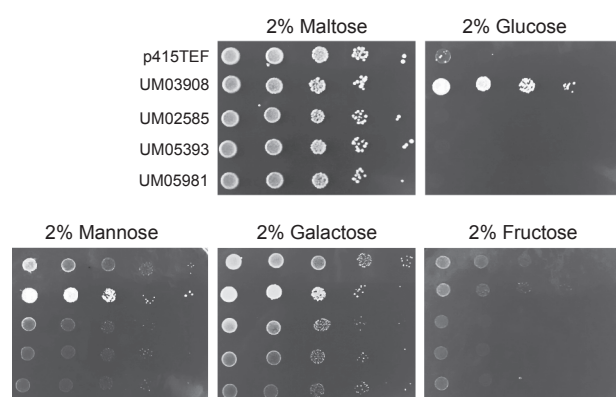 2% Maltose
2% Glucose
p415TEF
UM03908
UM02585
UM05393
UM05981
2% Mannose
2% Galactose
2% Fructose